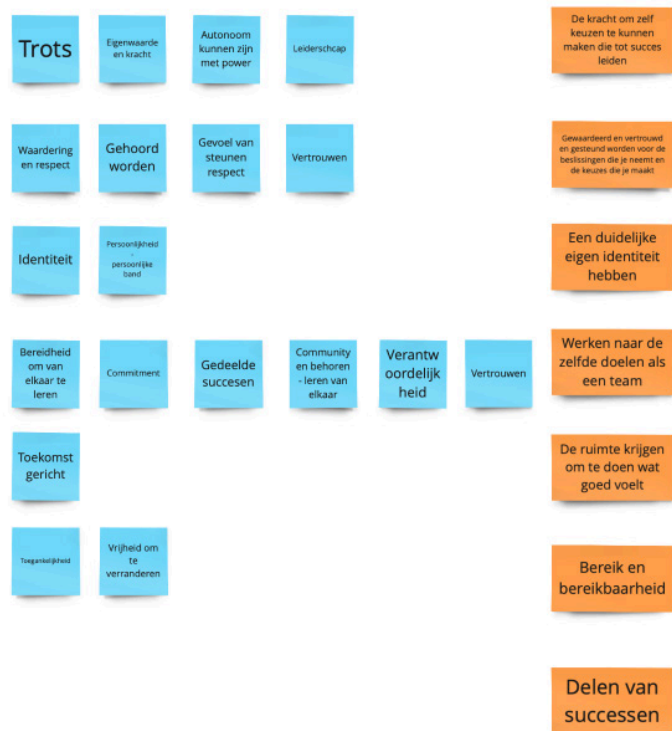 Trots
Eigenwaarde
en kracht
Autonoom
kunnen zijn
met power
Leiderschcap
De kracht om zelf
keuzen te kunnen
maken die tot succes
leiden
Waardering
en respect
Gehoord
worden
Gevoel van
steunen
respect
Vertrouwen
Gewaardeerd en vertrouwd
en gesteund worden voor de
beslissingen die je neemt en
de keuzes die je maakt
Identiteit
Persoonlijkheid
-
persoonlijke
band
Een duidelijke
eigen identiteit
hebben
Bereidheid
om van
elkaar te
leren
Commitment
Gedeelde
succesen
Community
en behoren
- leren van
elkaar
Verantw
oordelijk
heid
Vertrouwen
Werken naar de
zelfde doelen als
een team
Toekomst
gericht
De ruimte krijgen
om te doen wat
goed voelt
Toegankelijkheid
Vrijheid om
te
verranderen
Bereik en
bereikbaarheid
Delen van
successen